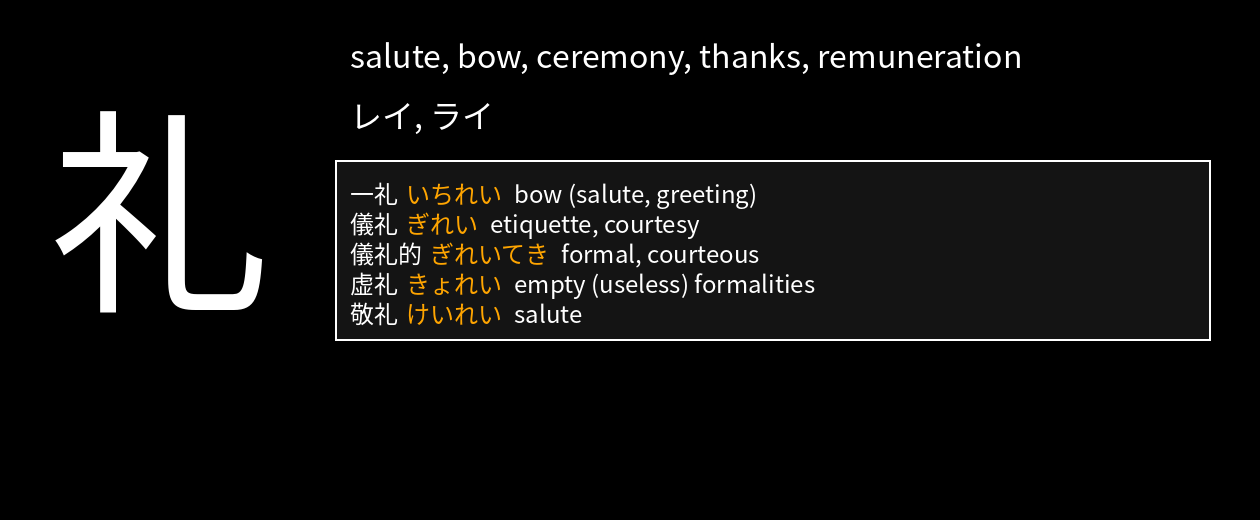 礼
salute, bow, ceremony, thanks, remuneration
レイ, ライ
一礼 いちれい bow (salute, greeting)
儀礼 ぎれい etiquette, courtesy
儀礼的 ぎれいてき formal, courteous
虚礼 きょれい empty (useless) formalities
敬礼 けいれい salute